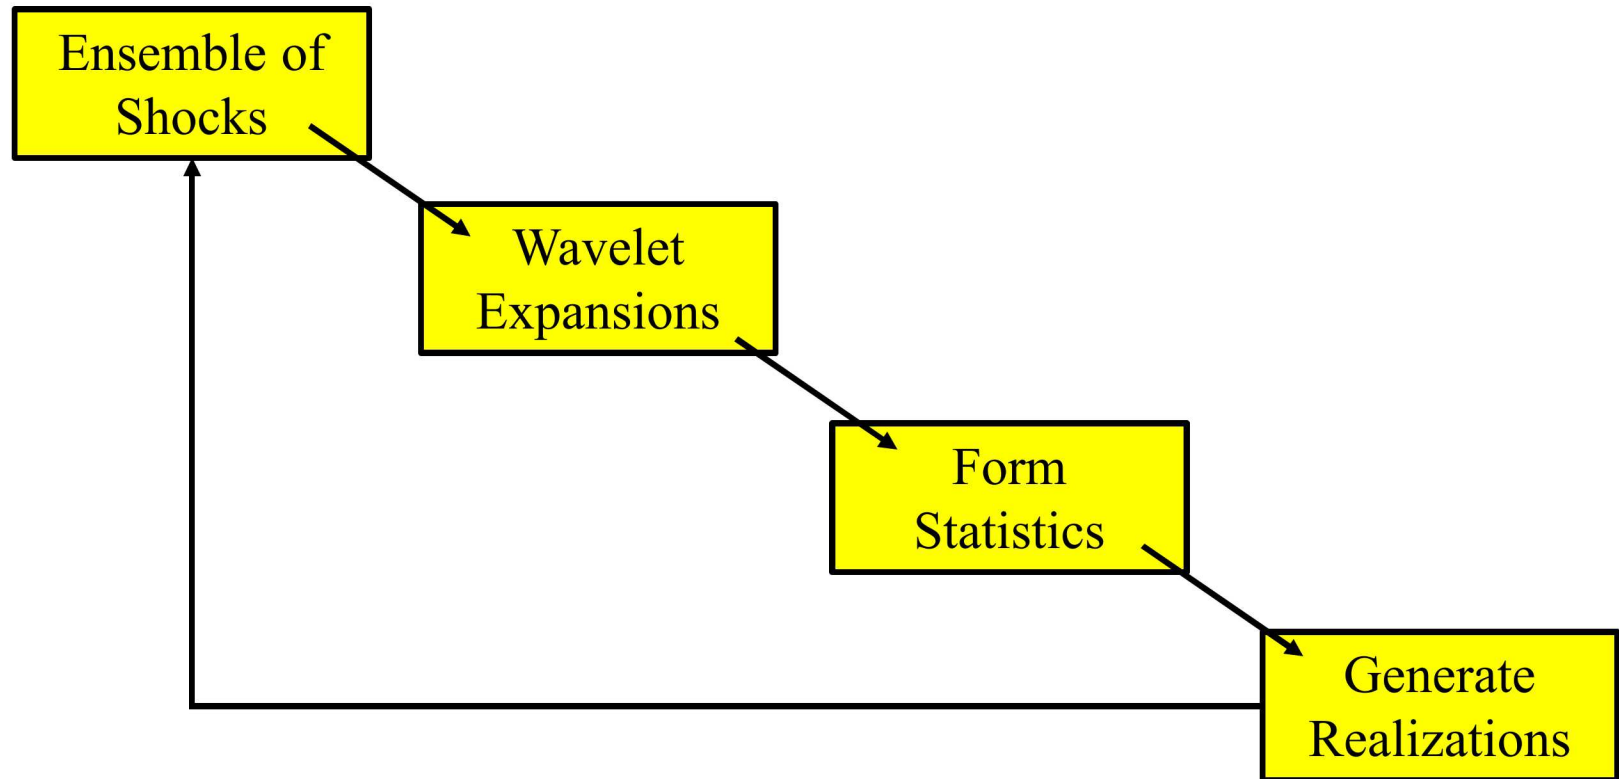 Ensemble of
Shocks
Wavelet
Expansions
Form
Statistics
Generate
Realizations